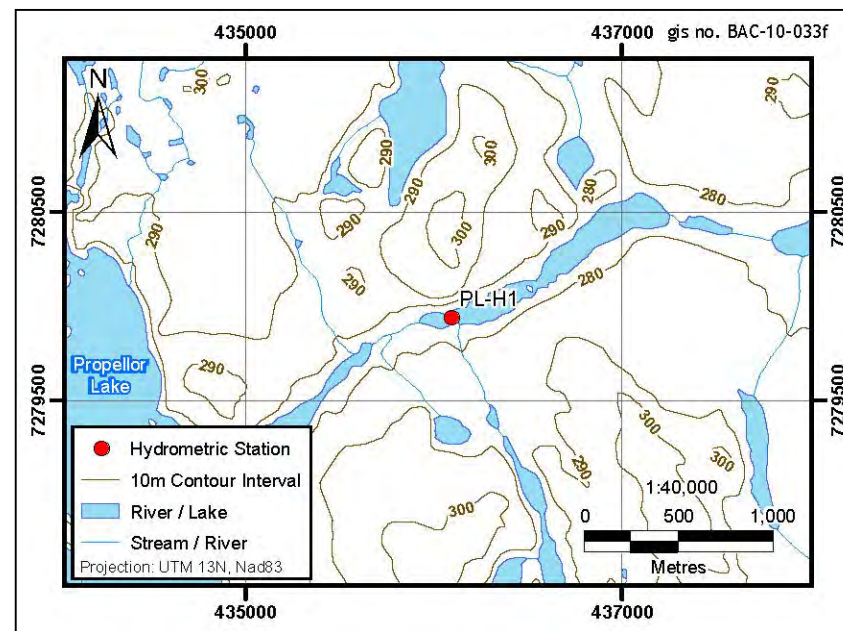 435000
437000
gis no. BAC-10-033f
N
300
290
290
300
290
280
280
290
290
300
290
290
280
7280500
7280500
PL-H1
290
Propellor
Lake
290
7279500
7279500
300
300
290
300
Hydrometric Station
10m Contour Interval
River / Lake
Stream / River
Projection: UTM 13N, Nad83
1:40,000
0
500
1,000
Metres
435000
437000